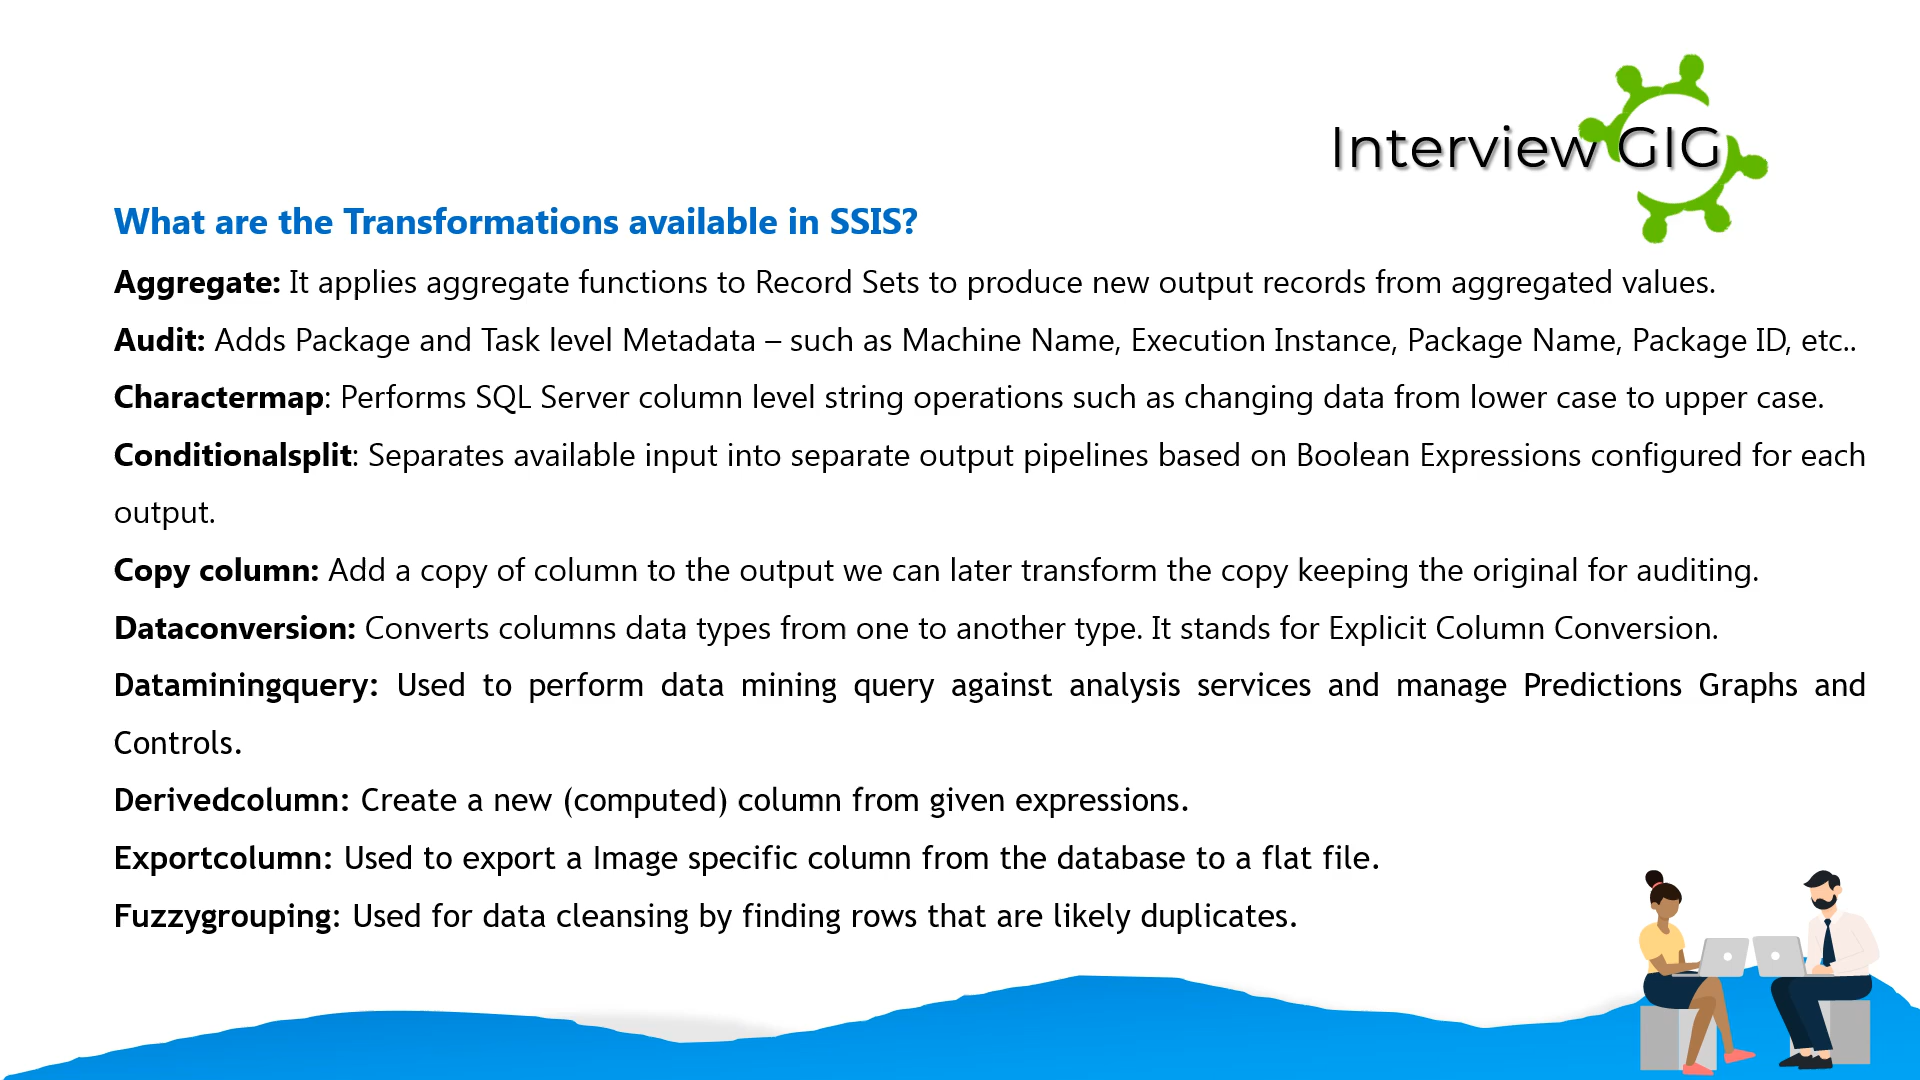 Interview GIG
What are the Transformations available in SSIS?
Aggregate: It applies aggregate functions to Record Sets to produce new output records from aggregated values.
Audit: Adds Package and Task level Metadata – such as Machine Name, Execution Instance, Package Name, Package ID, etc..
Charactermap: Performs SQL Server column level string operations such as changing data from lower case to upper case.
Conditionalsplit: Separates available input into separate output pipelines based on Boolean Expressions configured for each
output.
Copy column: Add a copy of column to the output we can later transform the copy keeping the original for auditing.
Dataconversion: Converts columns data types from one to another type. It stands for Explicit Column Conversion.
Dataminingquery: Used to perform data mining query against analysis services and manage Predictions Graphs and
Controls.
Derivedcolumn: Create a new (computed) column from given expressions.
Exportcolumn: Used to export a Image specific column from the database to a flat file.
Fuzzygrouping: Used for data cleansing by finding rows that are likely duplicates.